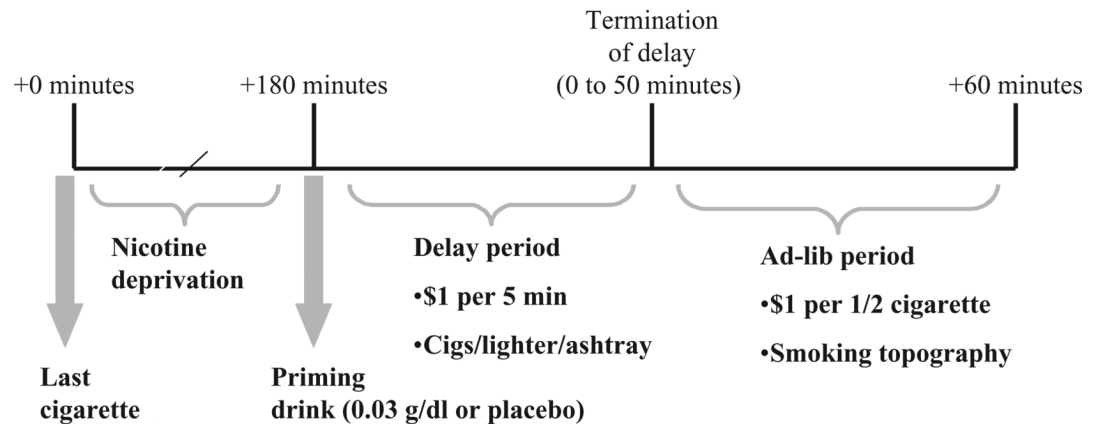 Termination
of delay
+0 minutes
+180 minutes
(0 to 50 minutes)
+60 minutes
Nicotine
deprivation
Delay period
•$1 per 5 min
•Cigs/lighter/ashtray
Ad-lib period
•$1 per 1/2 cigarette
•Smoking topography
Last
cigarette
Priming
drink (0.03 g/dl or placebo)